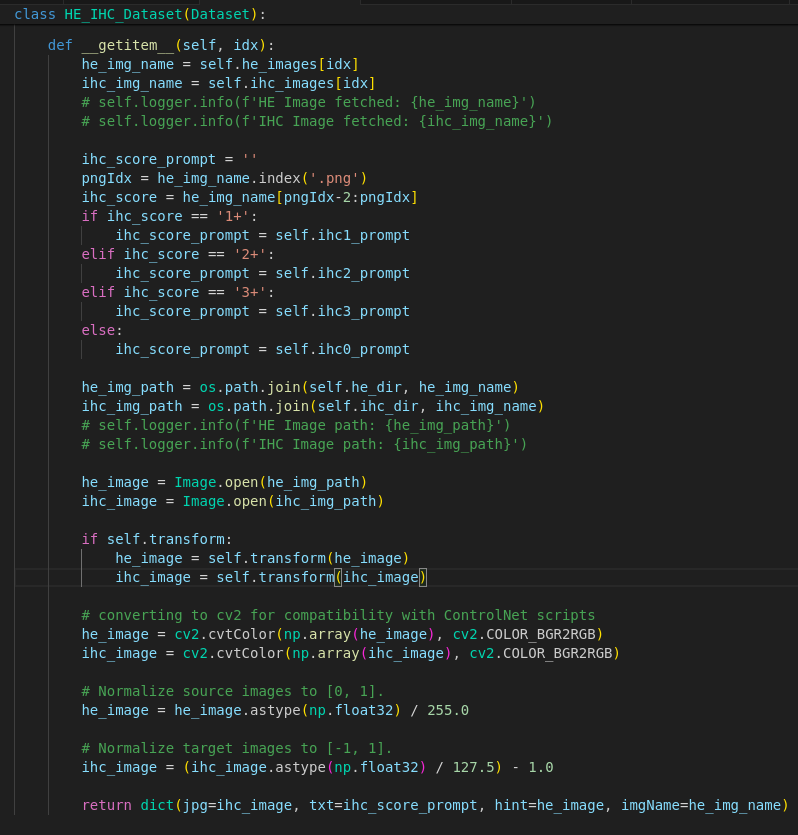 class HE_IHC_Dataset(Dataset):
    def __getitem__(self, idx):
        he_img_name = self.he_images[idx]
        ihc_img_name = self.ihc_images[idx]
        # self.logger.info(f'HE Image fetched: {he_img_name}')
        # self.logger.info(f'IHC Image fetched: {ihc_img_name}')

        ihc_score_prompt = ''
        pngIdx = he_img_name.index('.png')
        ihc_score = he_img_name[pngIdx-2:pngIdx]
        if ihc_score == '1+':
            ihc_score_prompt = self.ihc1_prompt
        elif ihc_score == '2+':
            ihc_score_prompt = self.ihc2_prompt
        elif ihc_score == '3+':
            ihc_score_prompt = self.ihc3_prompt
        else:
            ihc_score_prompt = self.ihc0_prompt

        he_img_path = os.path.join(self.he_dir, he_img_name)
        ihc_img_path = os.path.join(self.ihc_dir, ihc_img_name)
        # self.logger.info(f'HE Image path: {he_img_path}')
        # self.logger.info(f'IHC Image path: {ihc_img_path}')

        he_image = Image.open(he_img_path)
        ihc_image = Image.open(ihc_img_path)

        if self.transform:
            he_image = self.transform(he_image)
            ihc_image = self.transform(ihc_image)

        # converting to cv2 for compatibility with ControlNet scripts
        he_image = cv2.cvtColor(np.array(he_image), cv2.COLOR_BGR2RGB)
        ihc_image = cv2.cvtColor(np.array(ihc_image), cv2.COLOR_BGR2RGB)

        # Normalize source images to [0, 1].
        he_image = he_image.astype(np.float32) / 255.0

        # Normalize target images to [-1, 1].
        ihc_image = (ihc_image.astype(np.float32) / 127.5) - 1.0

        return dict(jpg=ihc_image, txt=ihc_score_prompt, hint=he_image, imgName=he_img_name)